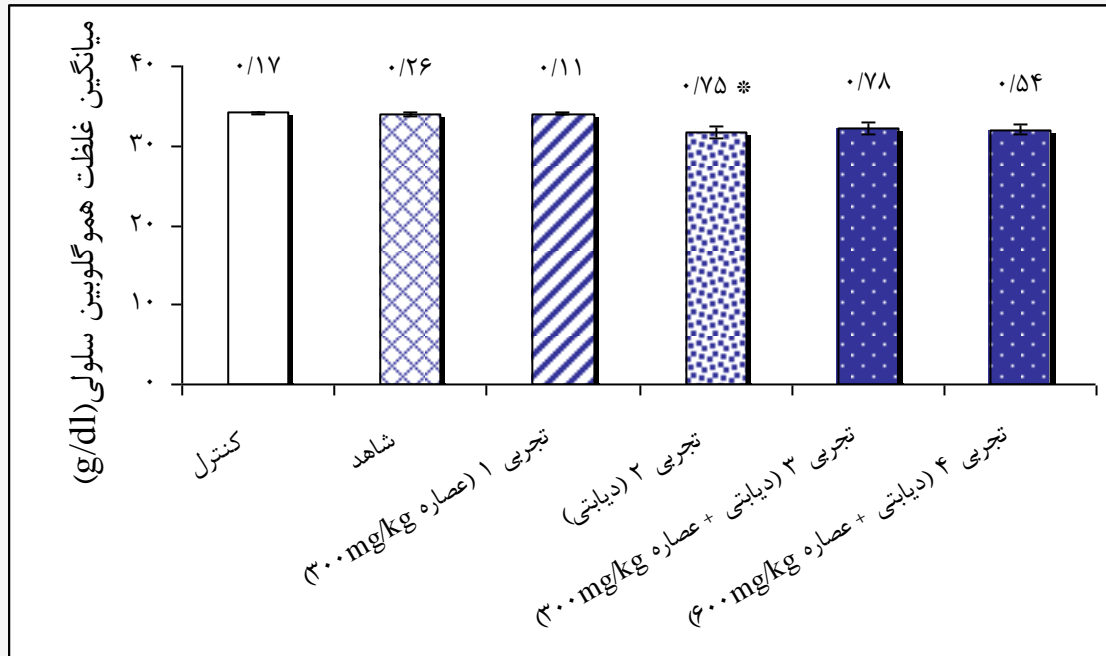 میانگین غلظت هموگلوبین سلولی(g/dl)
۴۰
۳۰
۲۰
۱۰
۰
۰/۱۷
۰/۲۶
۰/۱۱
۰/۷۵ *
۰/۷۸
۰/۵۴
کنترل
شاهد
تجربی ۱ (عصاره ۳۰۰mg/kg)
تجربی ۲ (دیابتی)
تجربی ۳ (دیابتی + عصاره ۳۰۰mg/kg)
تجربی ۴ (دیابتی + عصاره ۶۰۰mg/kg)